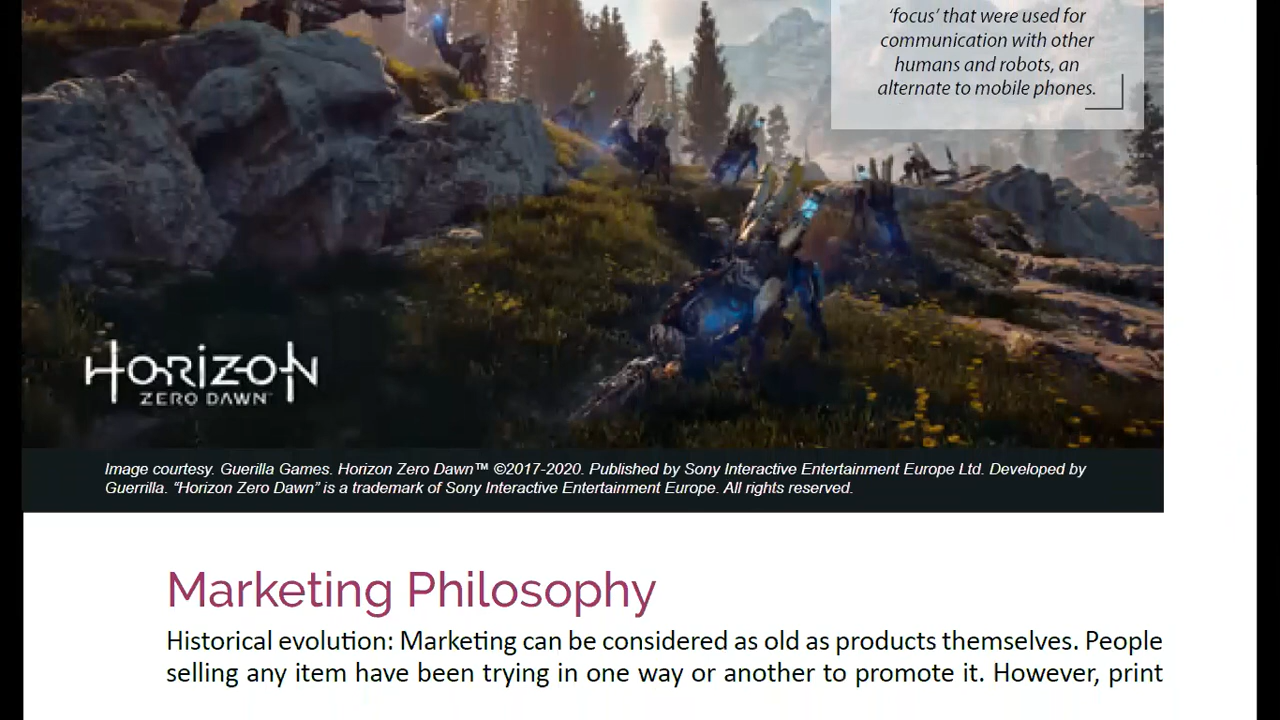 ‘focus’ that were used for
communication with other
humans and robots, an
alternate to mobile phones.
HORIZON
ZERO DAWN™
Image courtesy. Guerilla Games. Horizon Zero Dawn™ ©2017-2020. Published by Sony Interactive Entertainment Europe Ltd. Developed by
Guerrilla. “Horizon Zero Dawn” is a trademark of Sony Interactive Entertainment Europe. All rights reserved.
Marketing Philosophy
Historical evolution: Marketing can be considered as old as products themselves. People
selling any item have been trying in one way or another to promote it. However, print